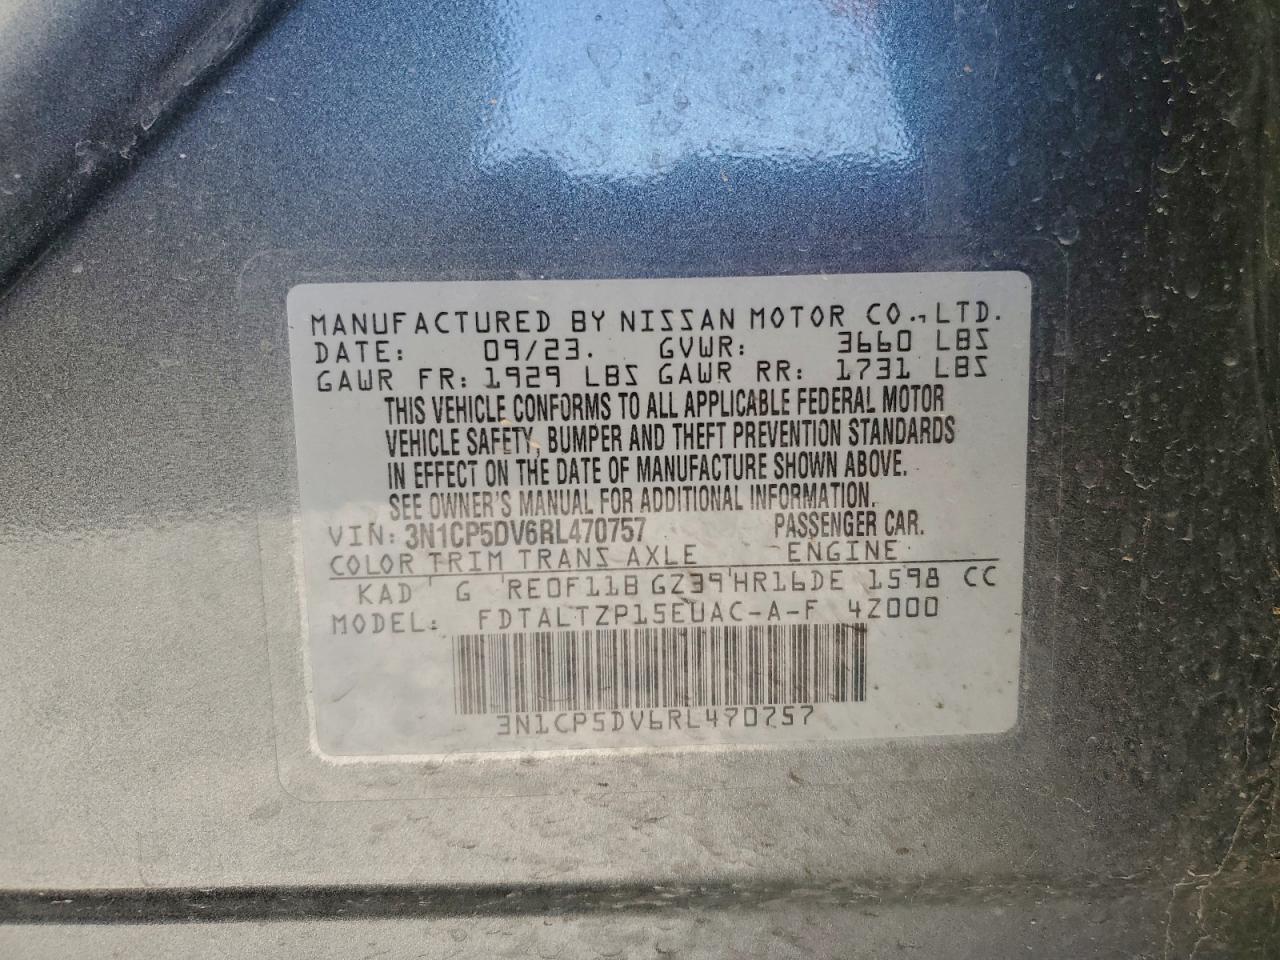 MANUFACTURED BY NISSAN MOTOR CO., LTD.
DATE: 09/23. GVWR: 3660 LBS
GAWR FR: 1929 LBS GAWR RR: 1731 LBS
THIS VEHICLE CONFORMS TO ALL APPLICABLE FEDERAL MOTOR
VEHICLE SAFETY, BUMPER AND THEFT PREVENTION STANDARDS
IN EFFECT ON THE DATE OF MANUFACTURE SHOWN ABOVE.
SEE OWNER'S MANUAL FOR ADDITIONAL INFORMATION.
VIN: 3N1CP5DV6RL470757 PASSENGER CAR.
COLOR TRIM TRANS AXLE ENGINE
KAD G RE0F11B GZ39 HR16DE 1598 CC
MODEL: FDTALTZP15EUAC-A-F 4Z000
3N1CP5DV6RL470757